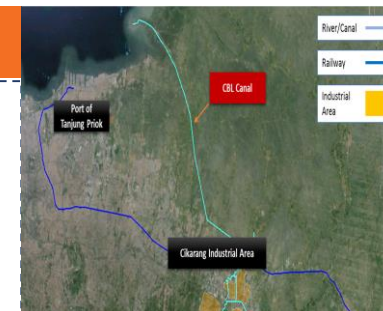 River/Canal
Railway
Industrial
Area
CBL Canal
Port of
Tanjung Priok
Cikarang Industrial Area